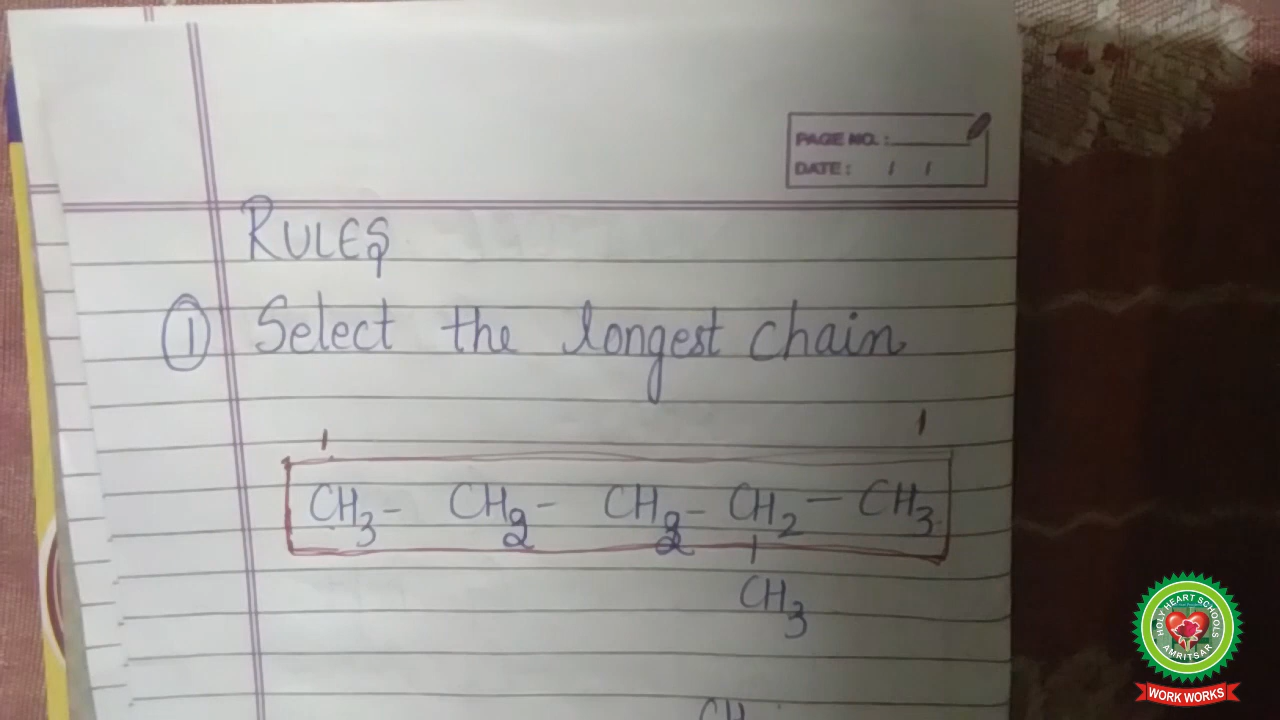 PAGE NO. :
DATE : / /
RULES
① Select the longest chain
1 1
CH3 - CH2 - CH2 - CH2 - CH3
CH3
CH
HOLY HEART SCHOOLS
AMRITSAR
WORK WORKS